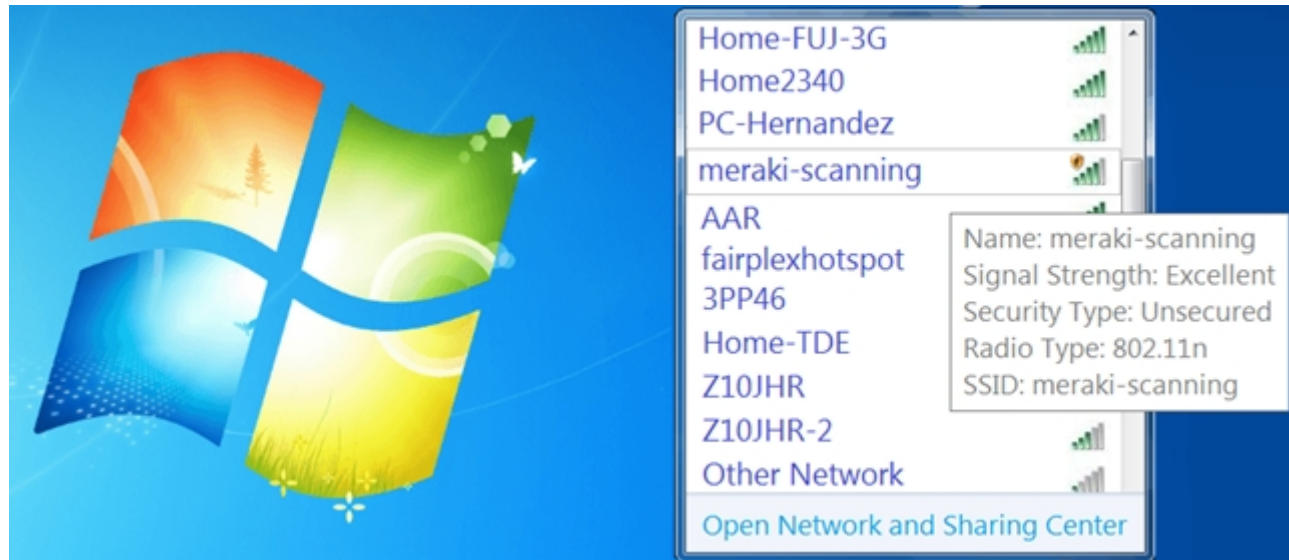 Home-FUJ-3G
Home2340
PC-Hernandez
meraki-scanning
AAR
fairplexhotspot
3PP46
Home-TDE
Z10JHR
Z10JHR-2
Other Network
Open Network and Sharing Center
Name: meraki-scanning
Signal Strength: Excellent
Security Type: Unsecured
Radio Type: 802.11n
SSID: meraki-scanning